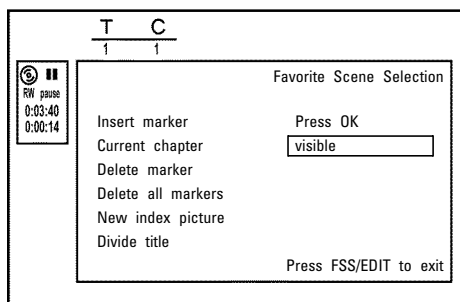 T C
1 1
RW pause
0:03:40
0:00:14
Favorite Scene Selection
Insert marker Press OK
Current chapter visible
Delete marker
Delete all markers
New index picture
Divide title
Press FSS/EDIT to exit